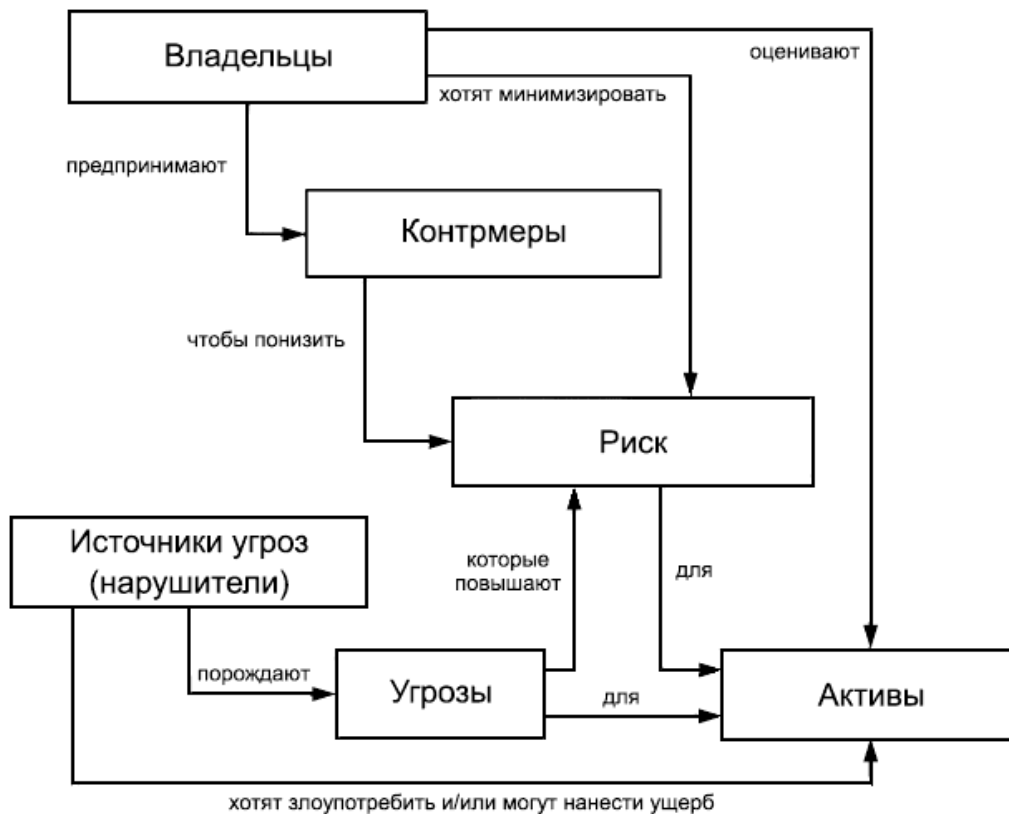 Владельцы
оценивают
хотят минимизировать
предпринимают
Контрмеры
чтобы понизить
Риск
Источники угроз
(нарушители)
которые
повышают
для
порождают
Угрозы
для
Активы
хотят злоупотребить и/или могут нанести ущерб